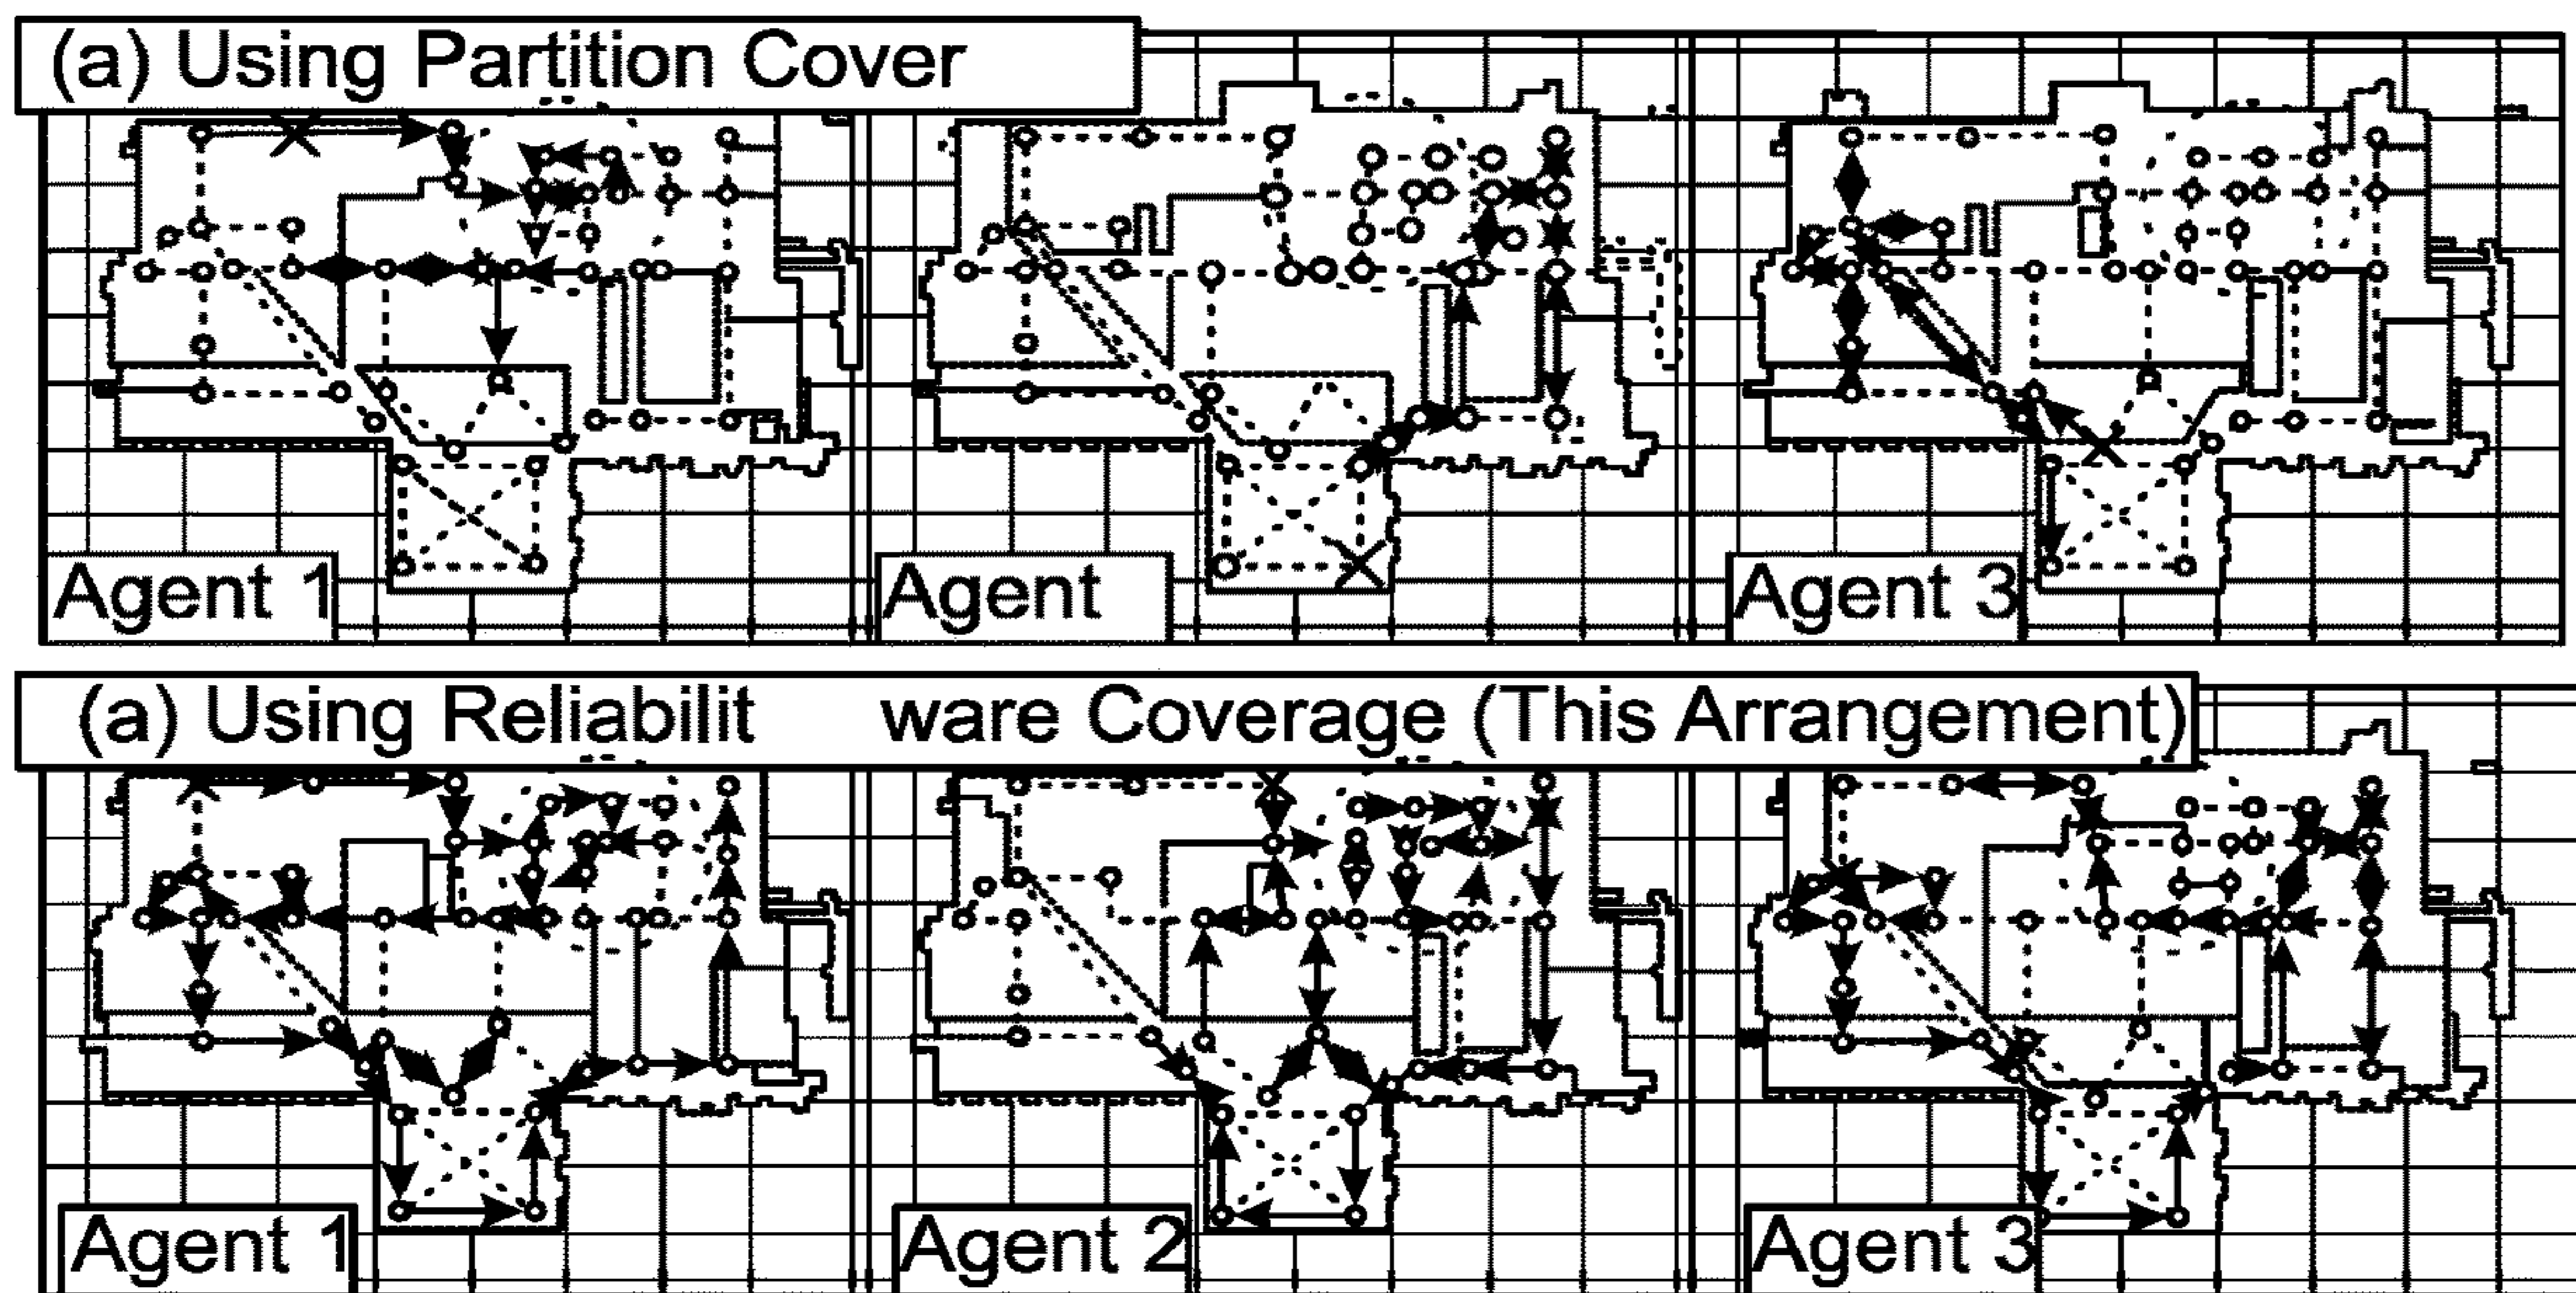 (a) Using Partition Cover
Agent 1
Agent
Agent 3
(a) Using Reliabilit ware Coverage (This Arrangement)
Agent 1
Agent 2
Agent 3